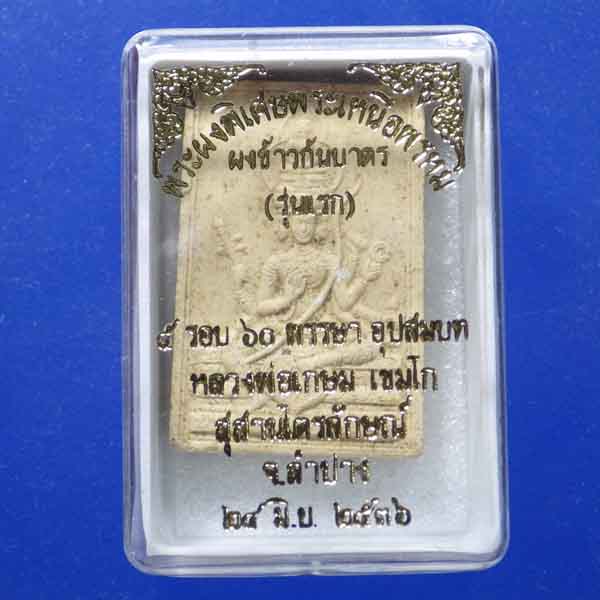 พระผงพิเศษพระเหนือพรหม
ผงข้าวก้นบาตร
(รุ่นแรก)
๕ รอบ ๖๐ พรรษา อุปสมบท
หลวงพ่อเกษม เขมโก
สุสานไตรลักษณ์
จ.ลำปาง
๒๔ มิ.ย. ๒๕๓๖